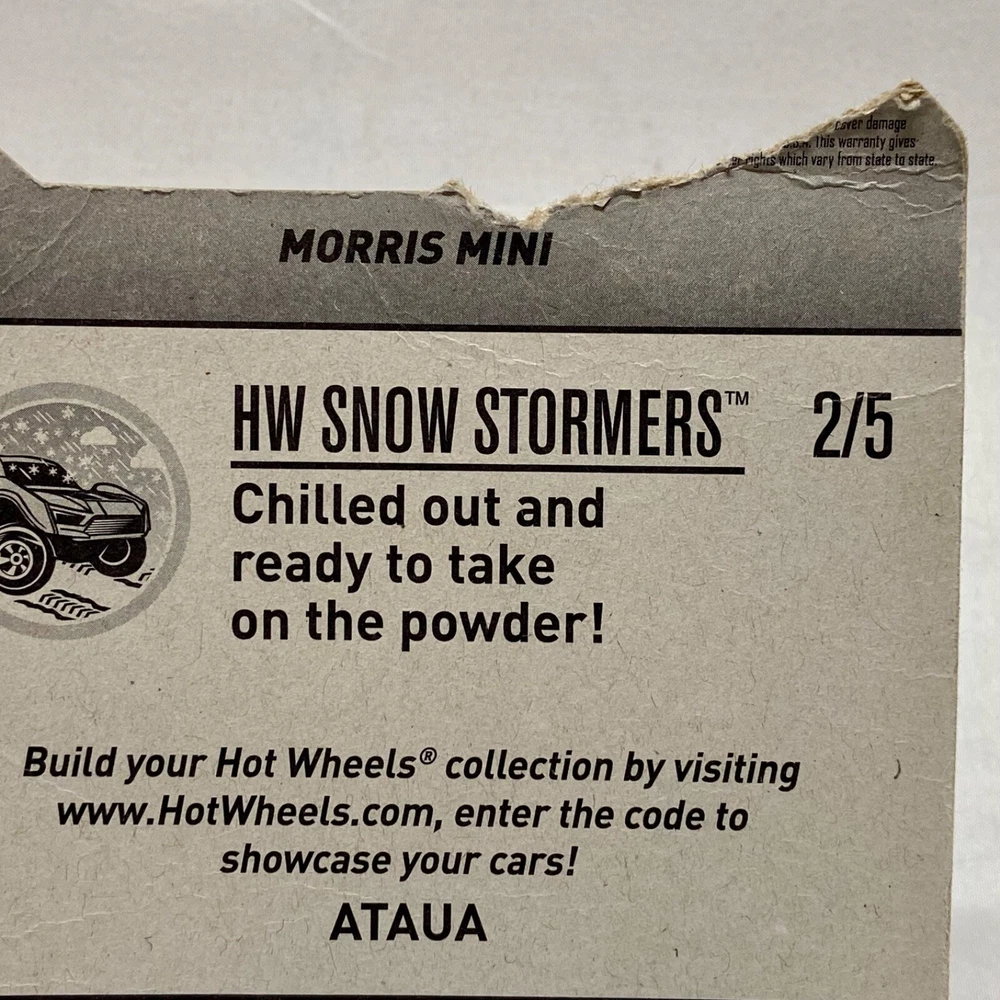 cover damage
This warranty gives
rights which vary from state to state.
MORRIS MINI
HW SNOW STORMERS™ 2/5
Chilled out and
ready to take
on the powder!
Build your Hot Wheels® collection by visiting
www.HotWheels.com, enter the code to
showcase your cars!
ATAUA